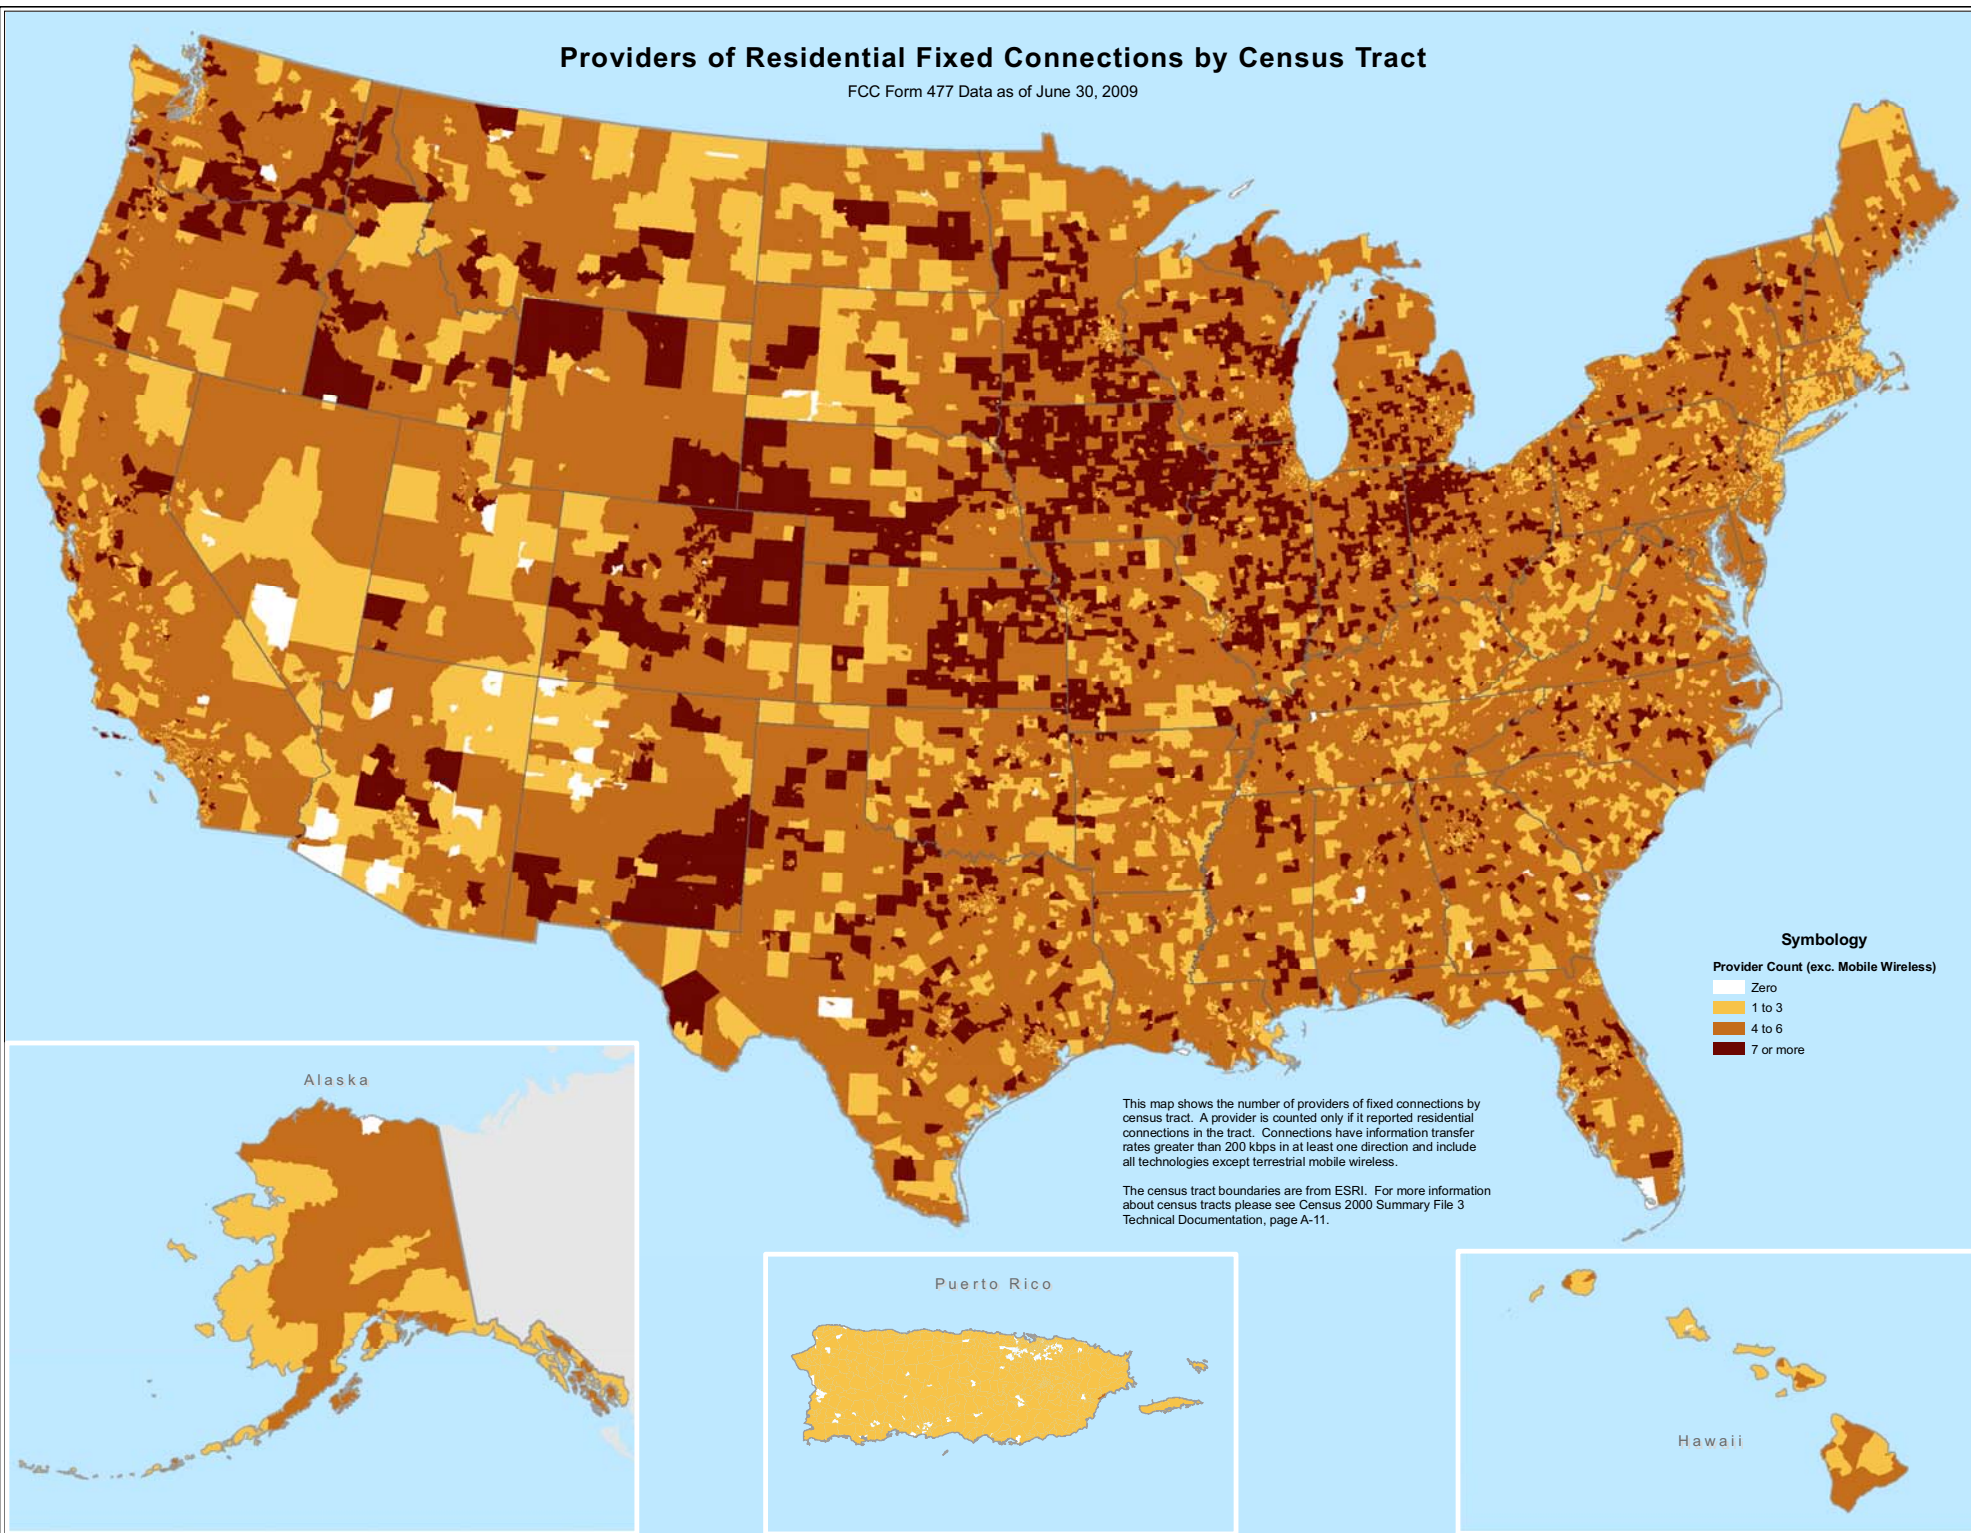 Providers of Residential Fixed Connections by Census Tract
FCC Form 477 Data as of June 30, 2009
Symbology
Provider Count (exc. Mobile Wireless)
Zero
1 to 3
4 to 6
7 or more
Alaska
This map shows the number of providers of fixed connections by
census tract. A provider is counted only if it reported residential
connections in the tract. Connections have information transfer
rates greater than 200 kbps in at least one direction and include
all technologies except terrestrial mobile wireless.
The census tract boundaries are from ESRI. For more information
about census tracts please see Census 2000 Summary File 3
Technical Documentation, page A-11.
Puerto Rico
Hawaii